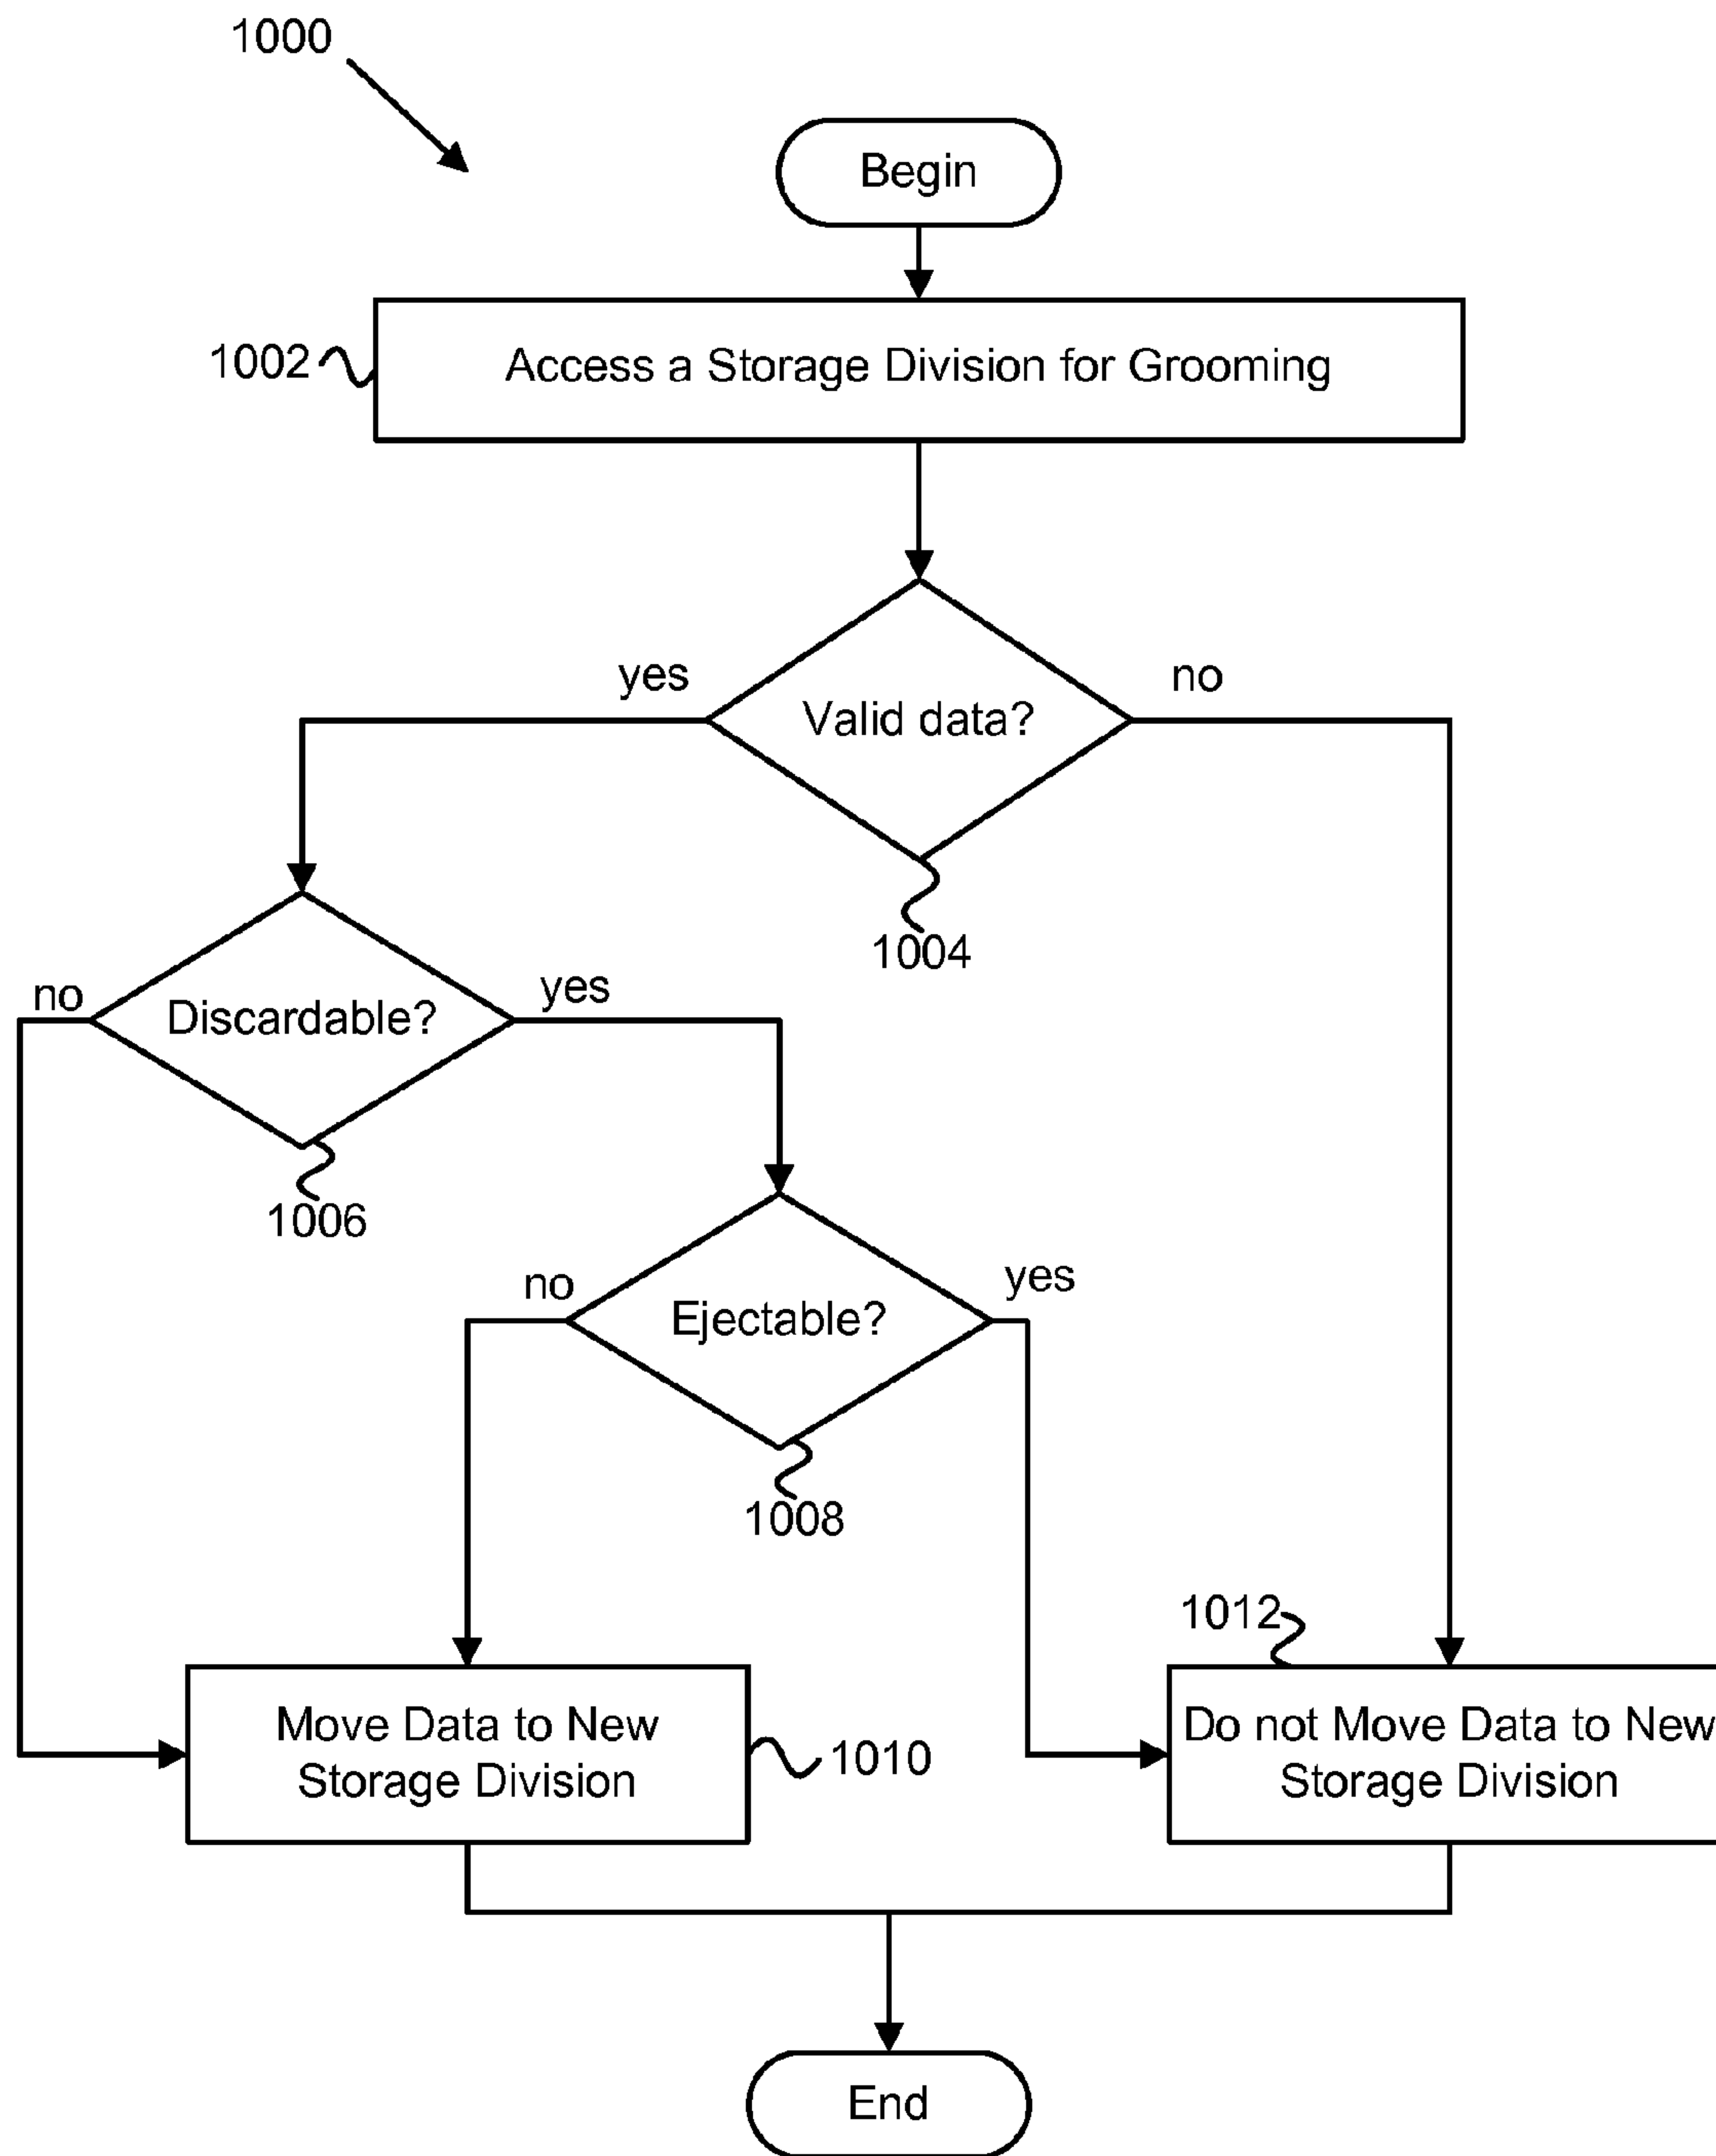 1000
Begin
1002
Access a Storage Division for Grooming
yes
no
Valid data?
1004
no
yes
Discardable?
1006
no
yes
Ejectable?
1008
1012
Move Data to New
Storage Division
1010
Do not Move Data to New
Storage Division
End